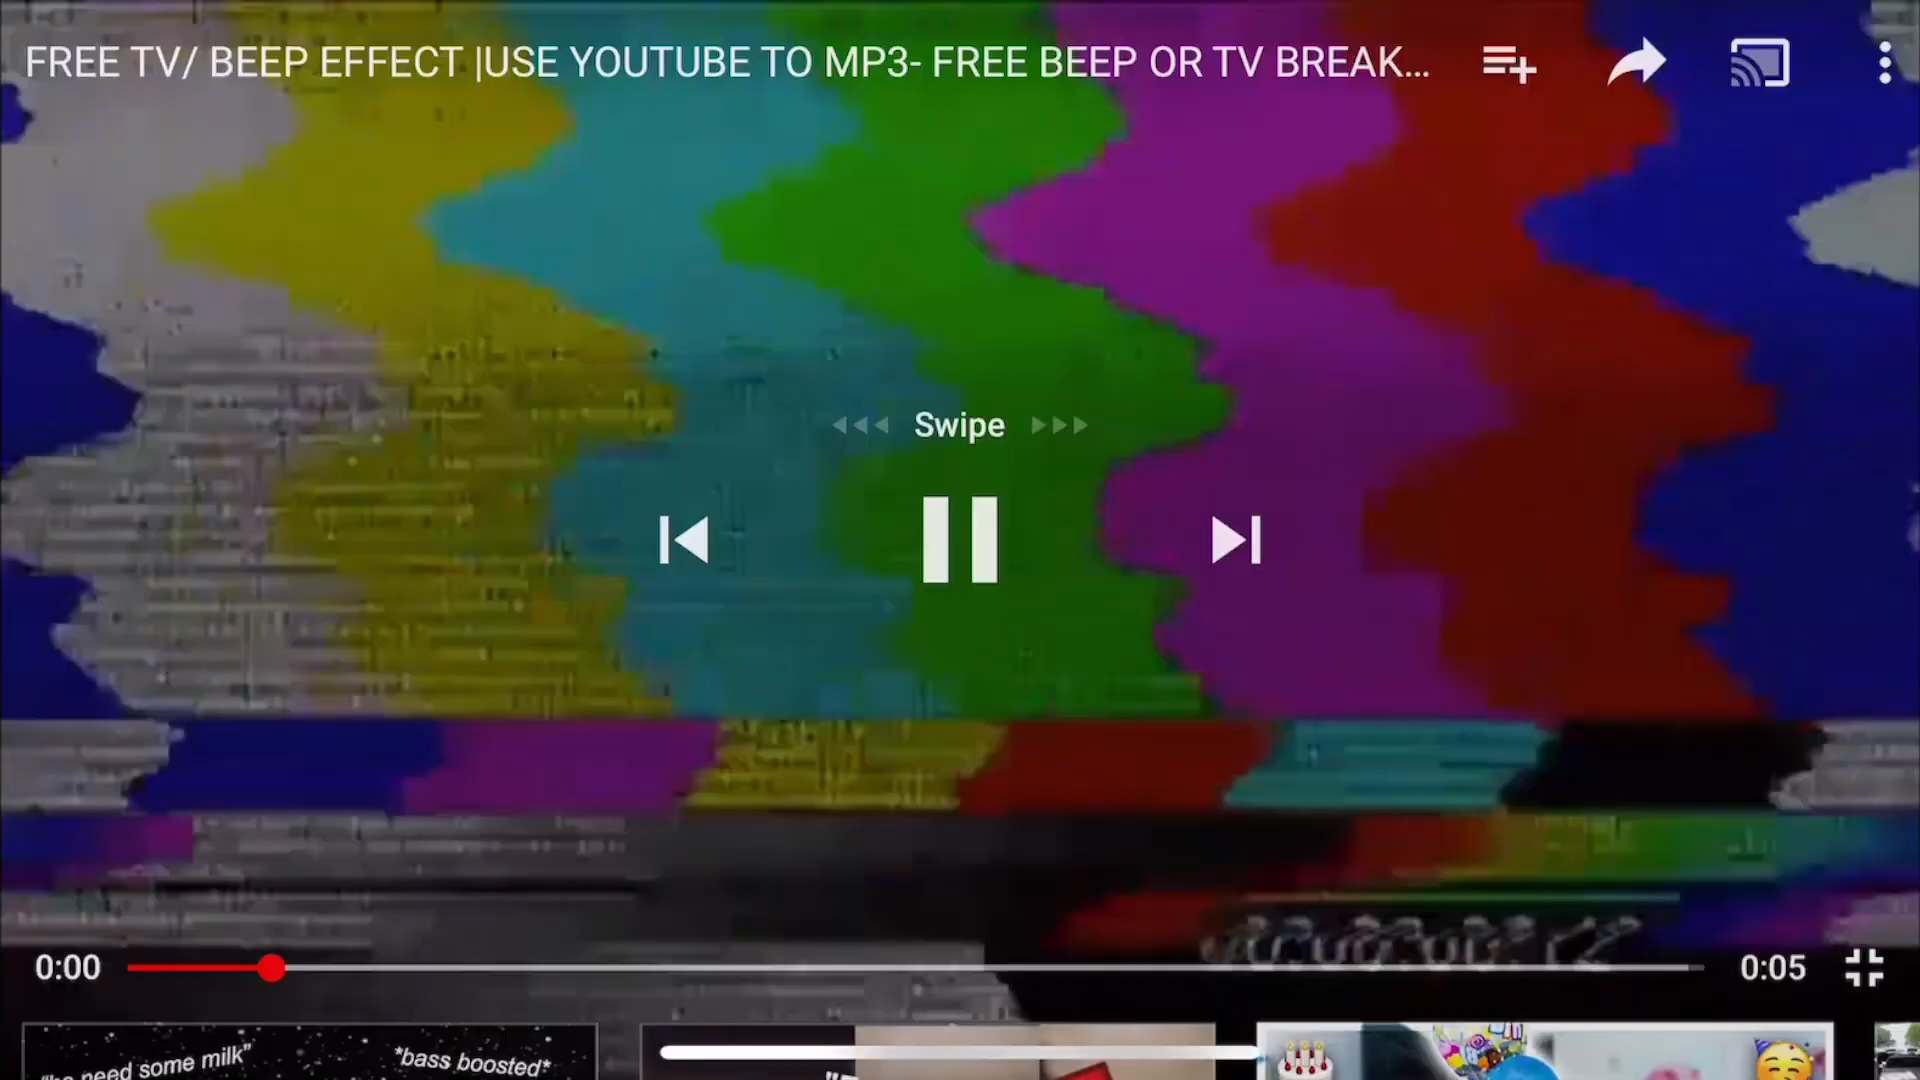 FREE TV/ BEEP EFFECT |USE YOUTUBE TO MP3- FREE BEEP OR TV BREAK...
Swipe
0:00
0:05
need some milk"
*bass boosted*